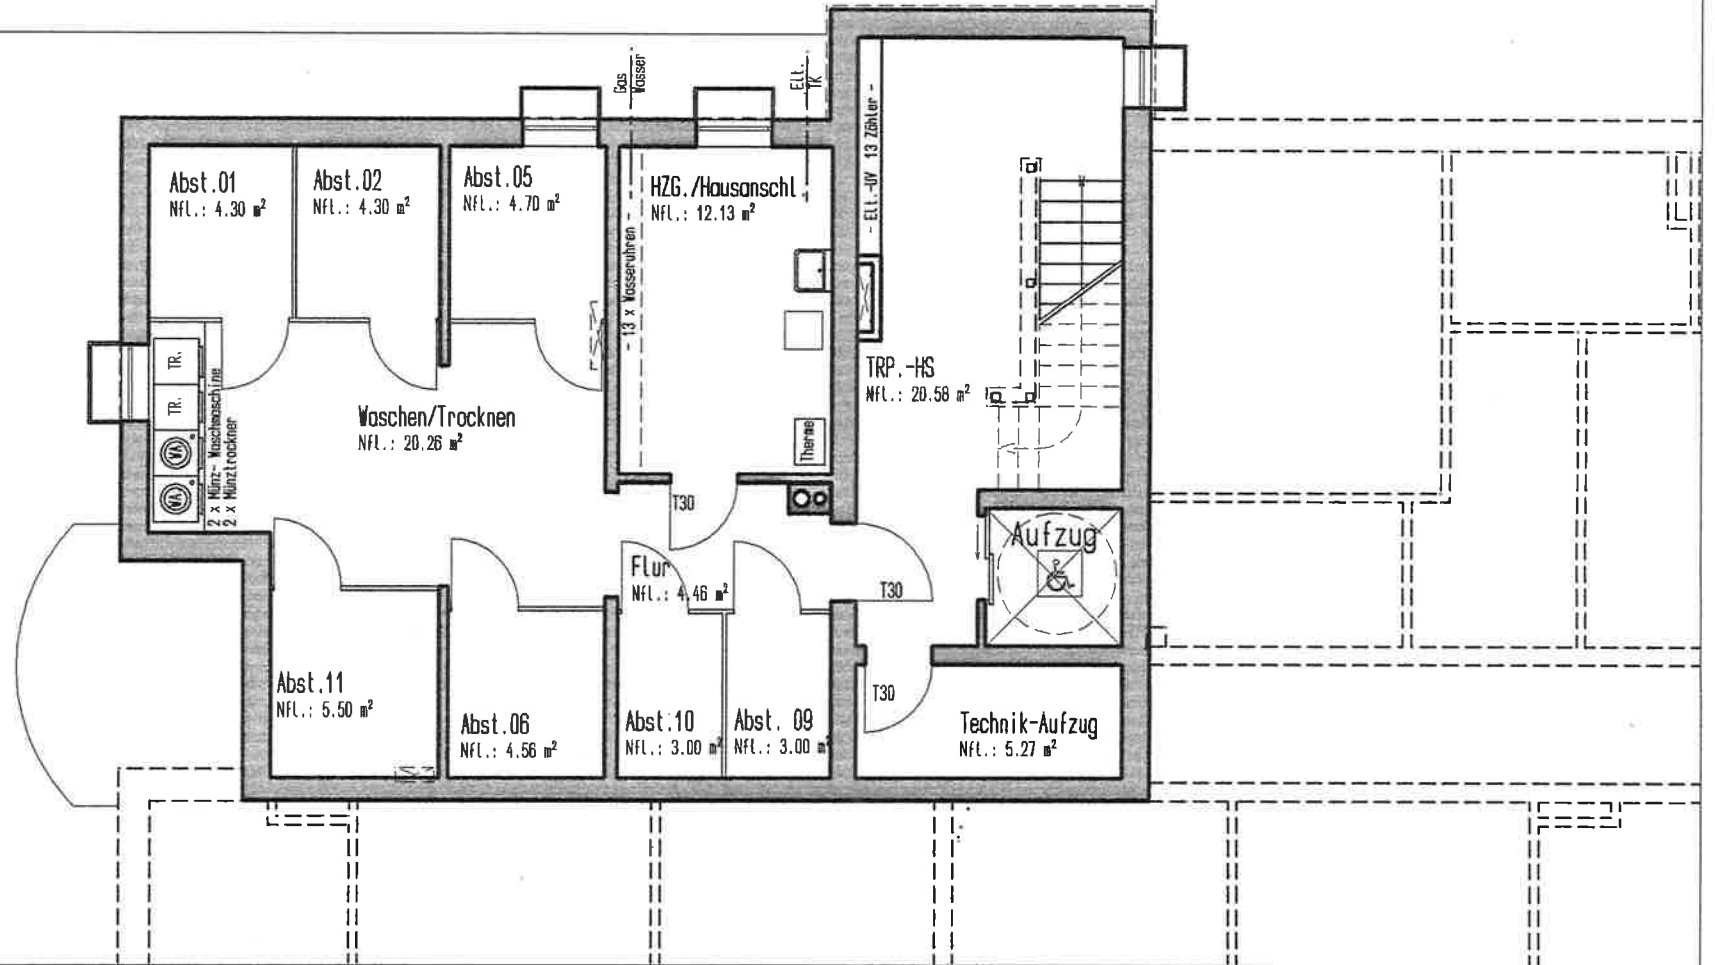 Gas
Wasser
Elt.
TK
Abst.01
Nfl.: 4.30 m²
Abst.02
Nfl.: 4.30 m²
Abst.05
Nfl.: 4.70 m²
- 13 x Wasseruhren -
HZG./Hausanschl.
Nfl.: 12.13 m²
Therme
- Elt.-UV 13 Zähler -
TRP.-HS
Nfl.: 20.58 m²
TR.
TR.
WA
WA
2 x Münz- Waschmaschine
2 x Münztrockner
Waschen/Trocknen
Nfl.: 20.26 m²
T30
Flur
Nfl.: 4.46 m²
T30
Aufzug
T30
Abst.11
Nfl.: 5.50 m²
Abst.06
Nfl.: 4.56 m²
Abst.10
Nfl.: 3.00 m²
Abst. 09
Nfl.: 3.00 m²
Technik-Aufzug
Nfl.: 5.27 m²